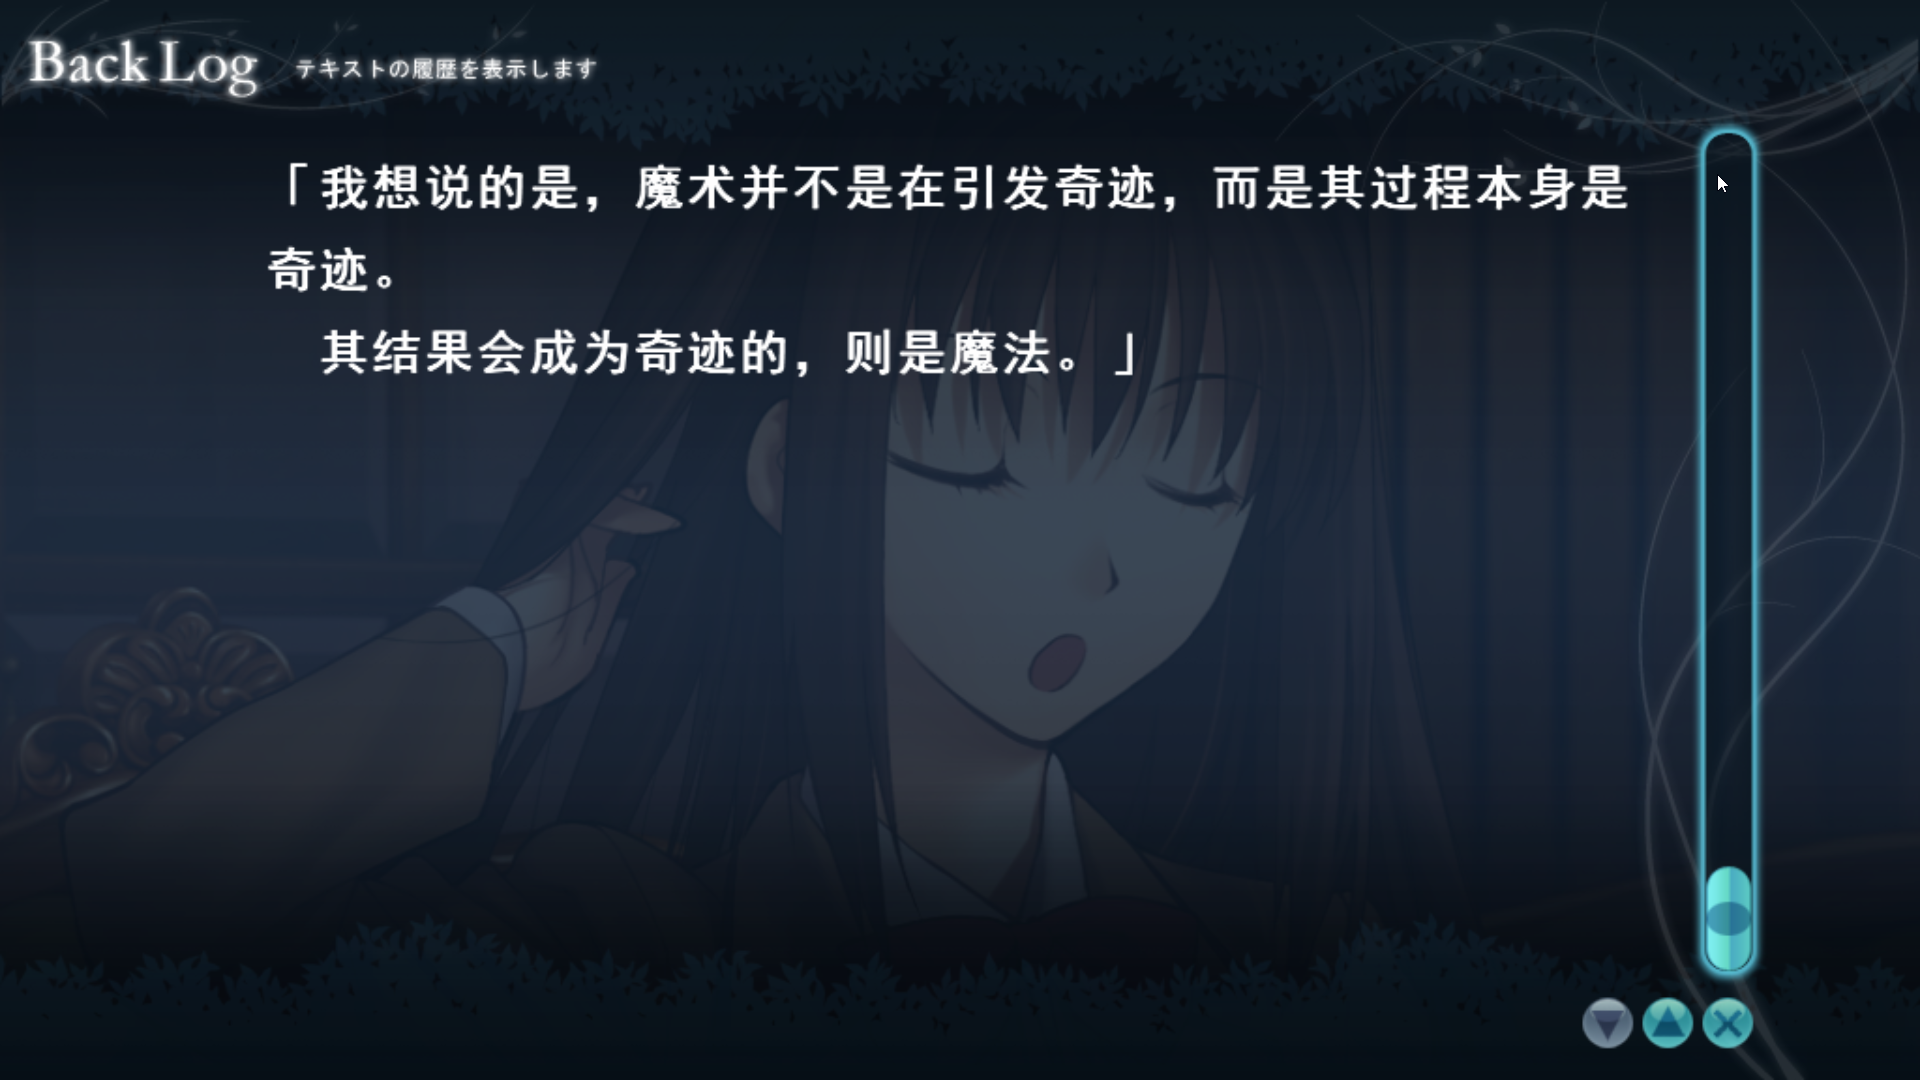 Back Log
テキストの履歴を表示します
「我想说的是，魔术并不是在引发奇迹，而是其过程本身是
奇迹。
其结果会成为奇迹的，则是魔法。」